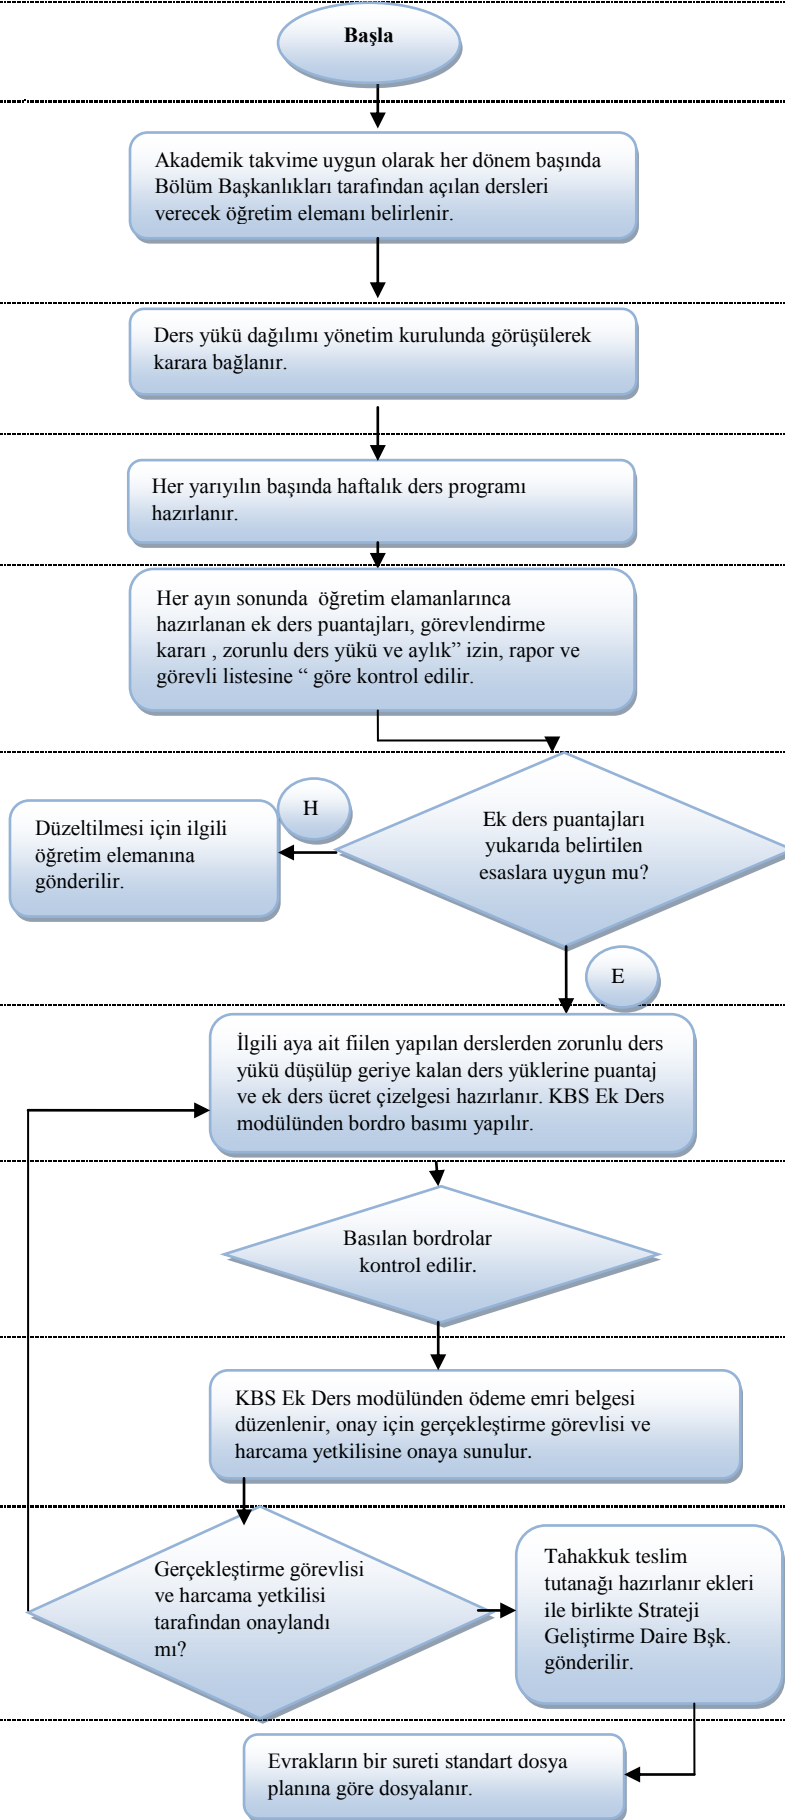 Başla
Akademik takvime uygun olarak her dönem başında
Bölüm Başkanlıkları tarafından açılan dersleri
verecek öğretim elemanı belirlenir.
Ders yükü dağılımı yönetim kurulunda görüşülerek
karara bağlanır.
Her yarıyılın başında haftalık ders programı
hazırlanır.
Her ayın sonunda  öğretim elamanlarınca
hazırlanan ek ders puantajları, görevlendirme
kararı , zorunlu ders yükü ve aylık” izin, rapor ve
görevli listesine “ göre kontrol edilir.
H
Düzeltilmesi için ilgili
öğretim elemanına
gönderilir.
Ek ders puantajları
yukarıda belirtilen
esaslara uygun mu?
E
İlgili aya ait fiilen yapılan derslerden zorunlu ders
yükü düşülüp geriye kalan ders yüklerine puantaj
ve ek ders ücret çizelgesi hazırlanır. KBS Ek Ders
modülünden bordro basımı yapılır.
Basılan bordrolar
kontrol edilir.
KBS Ek Ders modülünden ödeme emri belgesi
düzenlenir, onay için gerçekleştirme görevlisi ve
harcama yetkilisine onaya sunulur.
Gerçekleştirme görevlisi
ve harcama yetkilisi
tarafından onaylandı
mı?
Tahakkuk teslim
tutanağı hazırlanır ekleri
ile birlikte Strateji
Geliştirme Daire Bşk.
gönderilir.
Evrakların bir sureti standart dosya
planına göre dosyalanır.